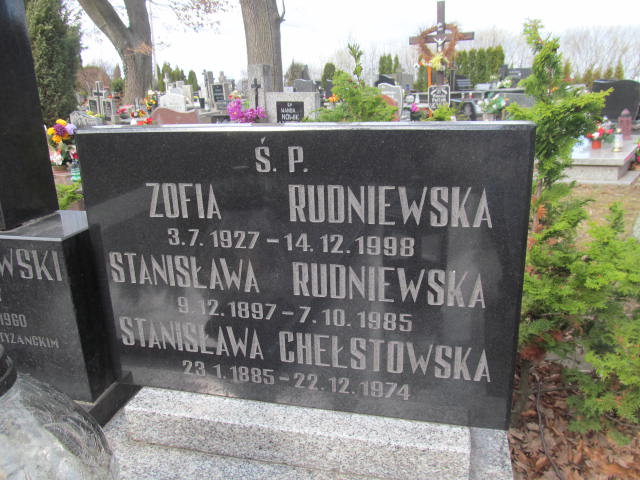 Ś. P.
ZOFIA RUDNIEWSKA
3.7.1927 – 14.12.1998
STANISŁAWA RUDNIEWSKA
9.12.1897 – 7.10.1985
STANISŁAWA CHEŁSTOWSKA
23.1.1885 – 22.12.1974
WSKI
1960
TYZANCKIM